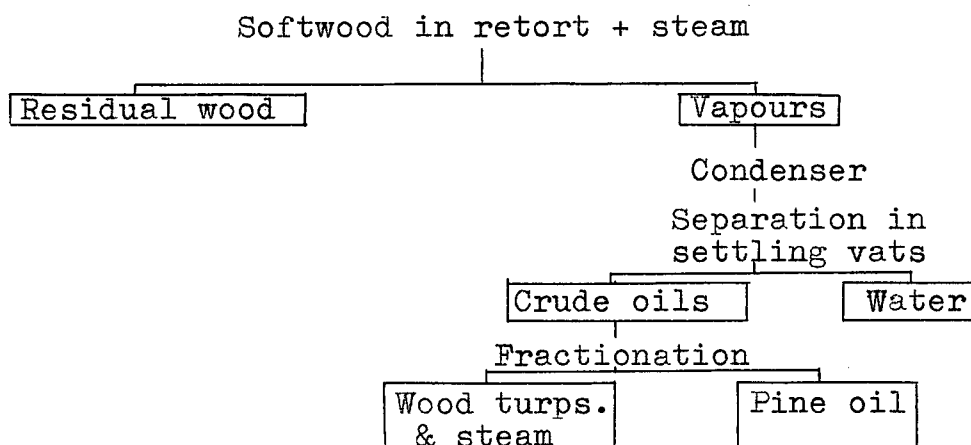 Softwood in retort + steam
Residual wood
Vapours
Condenser
Separation in
settling vats
Crude oils
Water
Fractionation
Wood turps.
& steam
Pine oil